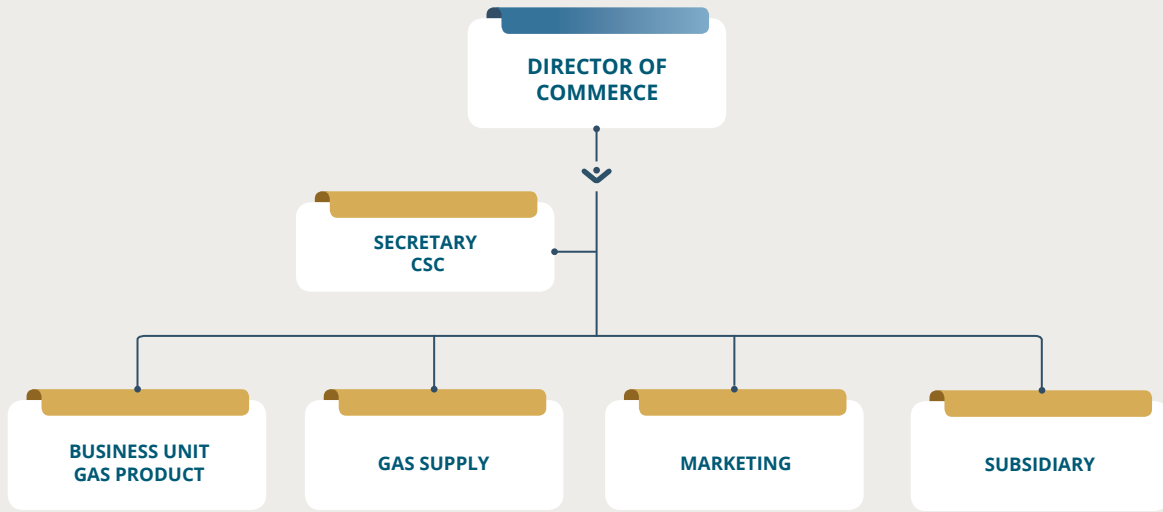 DIRECTOR OF
COMMERCE
SECRETARY
CSC
BUSINESS UNIT
GAS PRODUCT
GAS SUPPLY
MARKETING
SUBSIDIARY